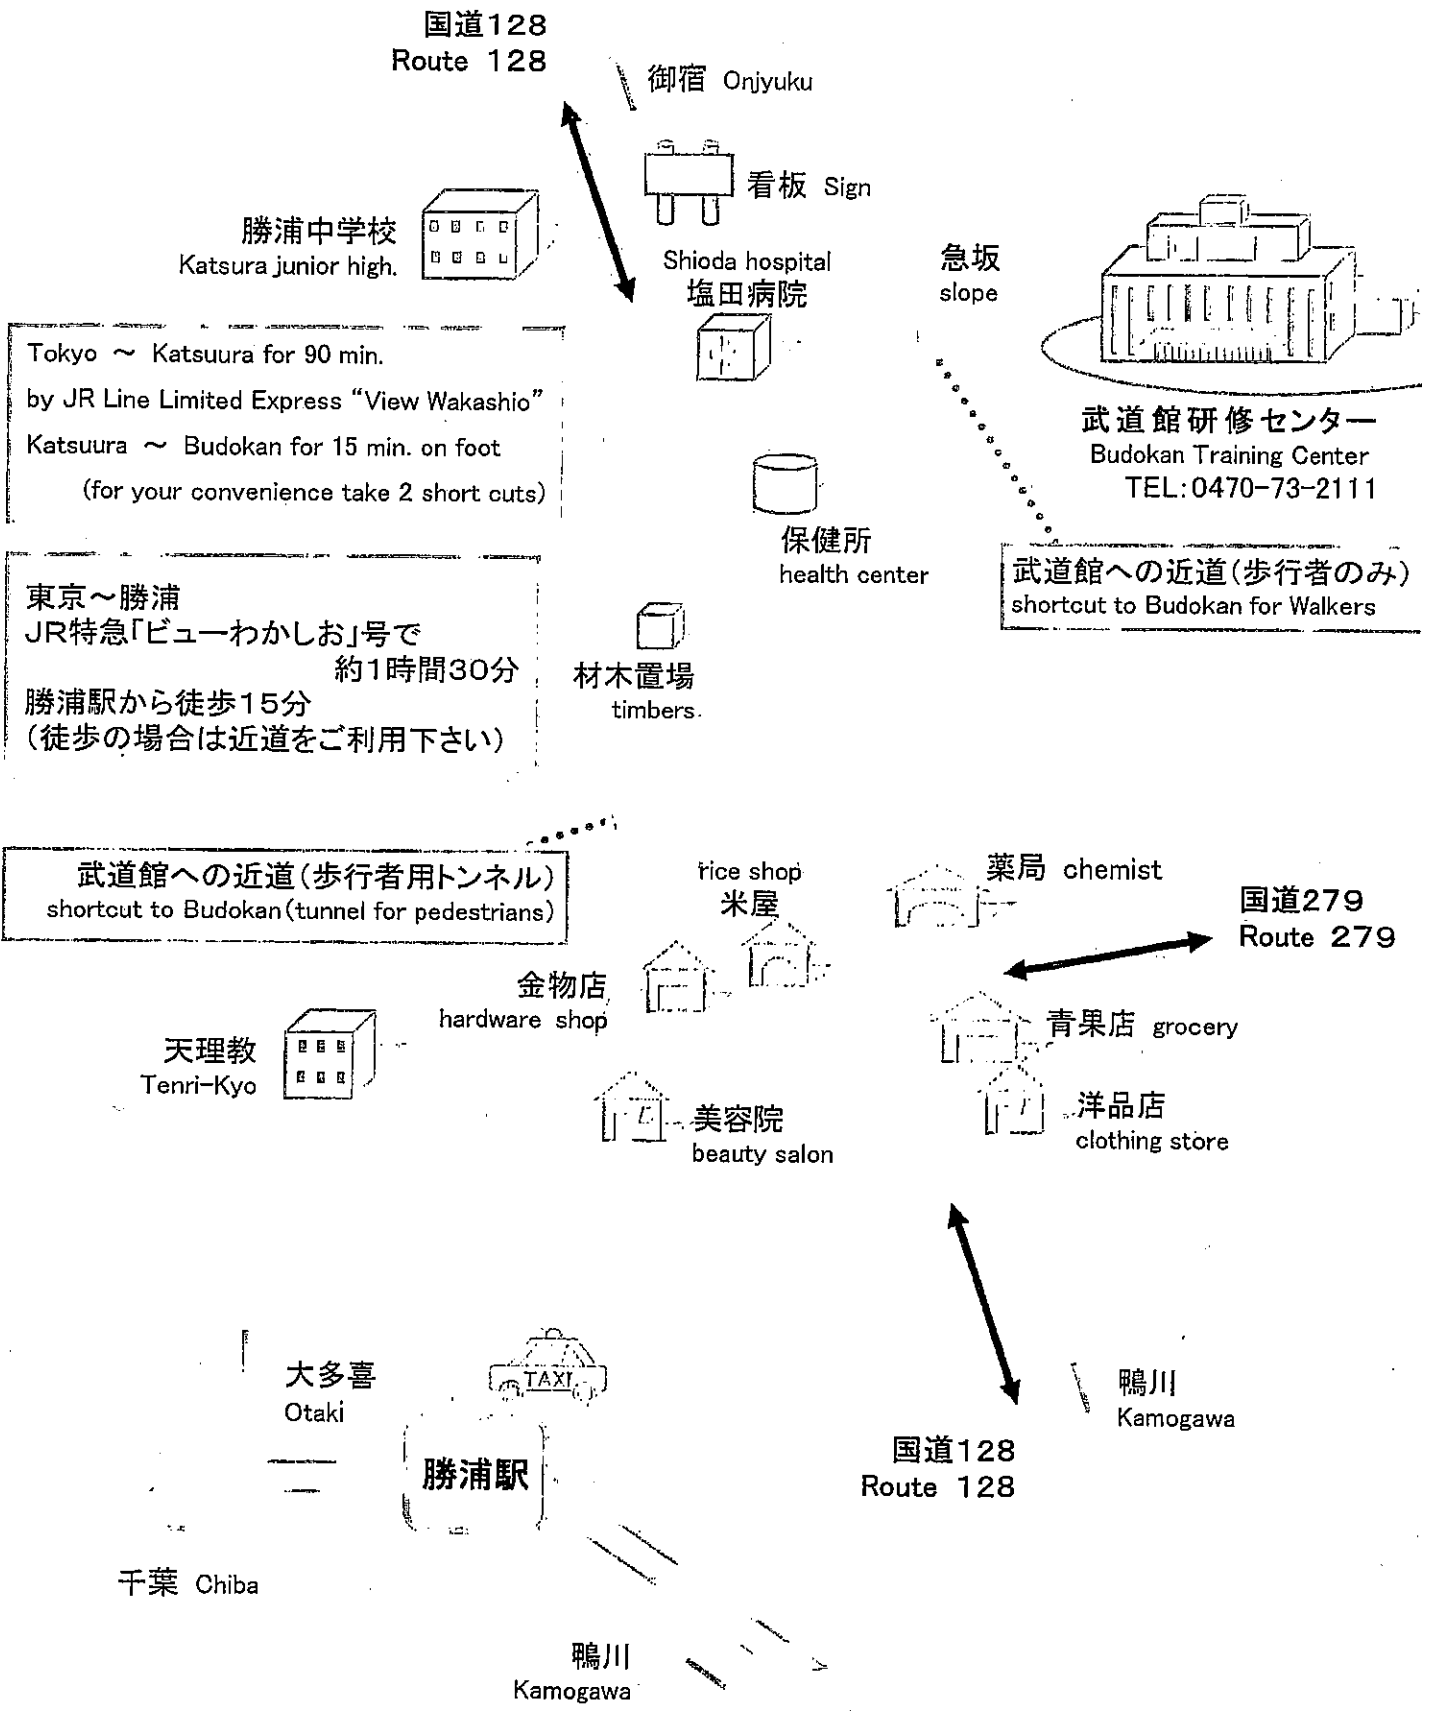 国道128
Route 128
御宿 Onjyuku
看板 Sign
勝浦中学校
Katsura junior high.
Shioda hospital
塩田病院
急坂
slope
Tokyo ～ Katsuura for 90 min.
by JR Line Limited Express “View Wakashio”
Katsuura ～ Budokan for 15 min. on foot
(for your convenience take 2 short cuts)
武道館研修センター
Budokan Training Center
TEL:0470-73-2111
保健所
health center
武道館への近道(歩行者のみ)
shortcut to Budokan for Walkers
東京～勝浦
JR特急「ビューわかしお」号で
約1時間30分
勝浦駅から徒歩15分
(徒歩の場合は近道をご利用下さい)
材木置場
timbers
武道館への近道(歩行者用トンネル)
shortcut to Budokan(tunnel for pedestrians)
rice shop
米屋
薬局 chemist
国道279
Route 279
金物店
hardware shop
青果店 grocery
天理教
Tenri-Kyo
美容院
beauty salon
洋品店
clothing store
大多喜
Otaki
TAXI
鴨川
Kamogawa
勝浦駅
国道128
Route 128
千葉 Chiba
鴨川
Kamogawa